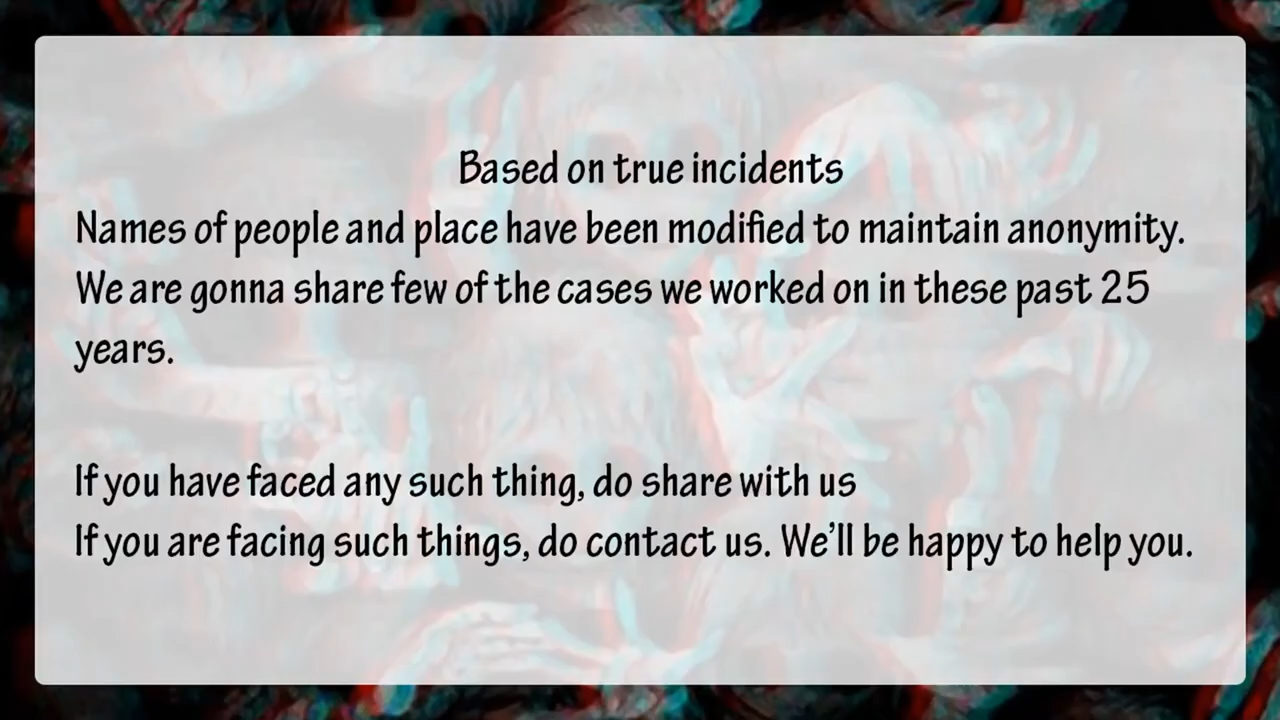 Based on true incidents
Names of people and place have been modified to maintain anonymity.
We are gonna share few of the cases we worked on in these past 25
years.
If you have faced any such thing, do share with us
If you are facing such things, do contact us. We’ll be happy to help you.